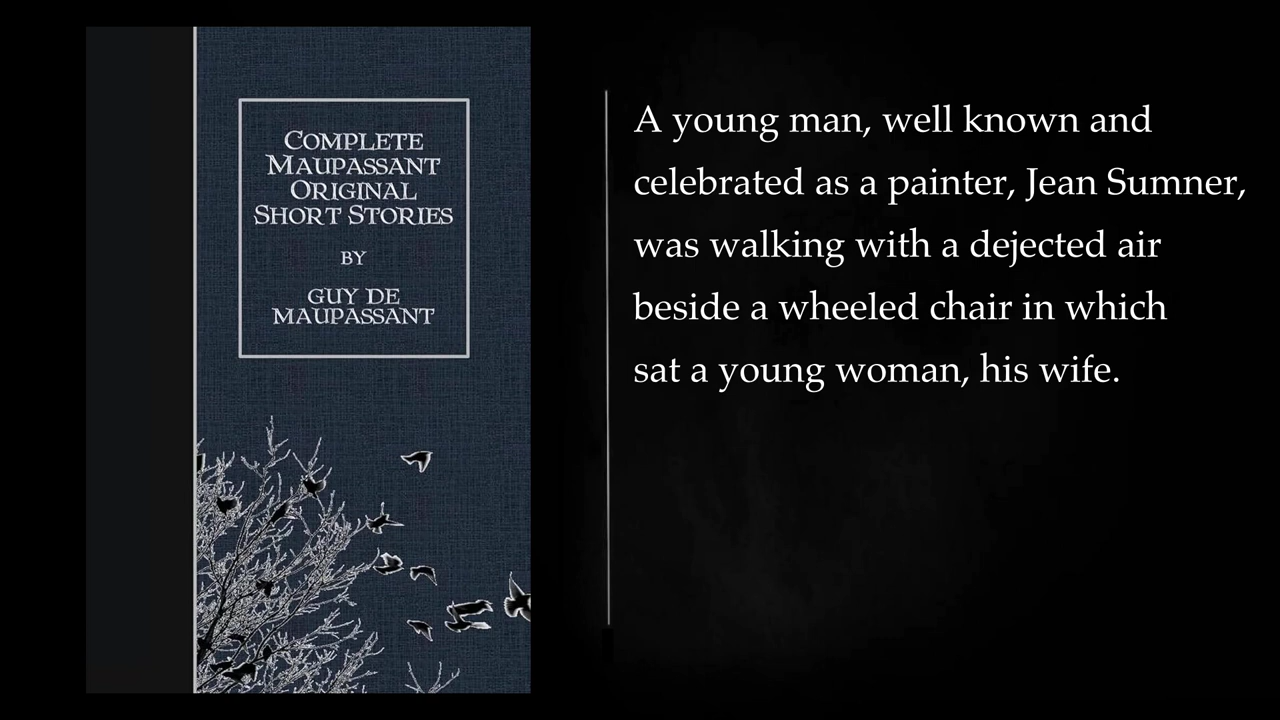 COMPLETE
MAUPASSANT
ORIGINAL
SHORT STORIES
BY
GUY DE
MAUPASSANT
A young man, well known and
celebrated as a painter, Jean Sumner,
was walking with a dejected air
beside a wheeled chair in which
sat a young woman, his wife.